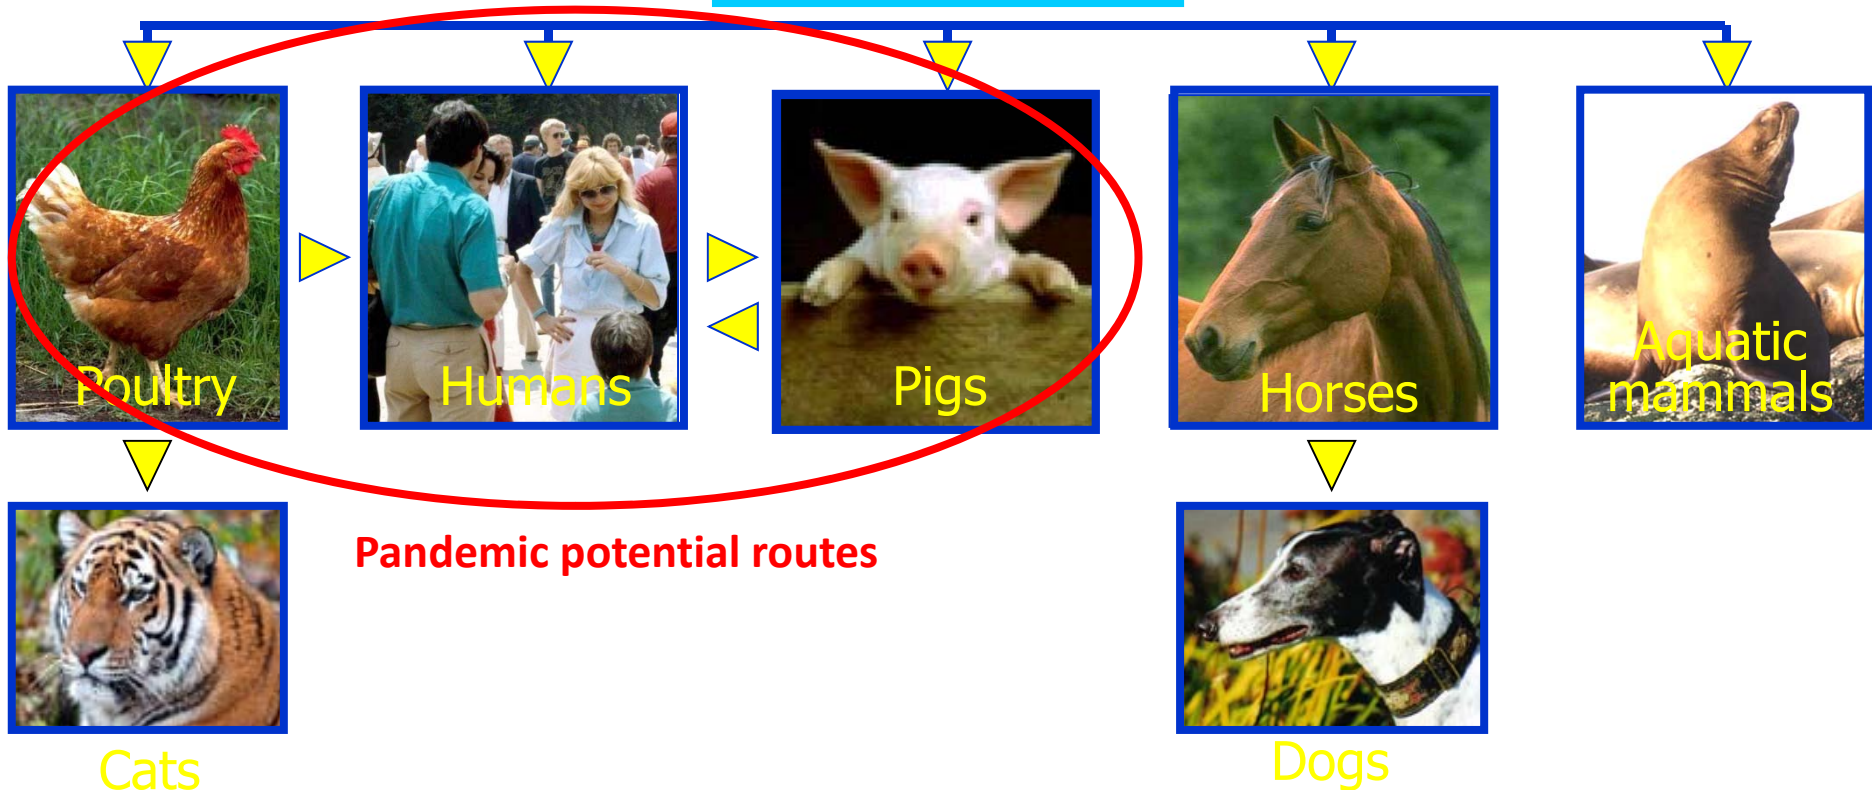 Poultry
Humans
Pigs
Horses
Aquatic
mammals
Pandemic potential routes
Cats
Dogs